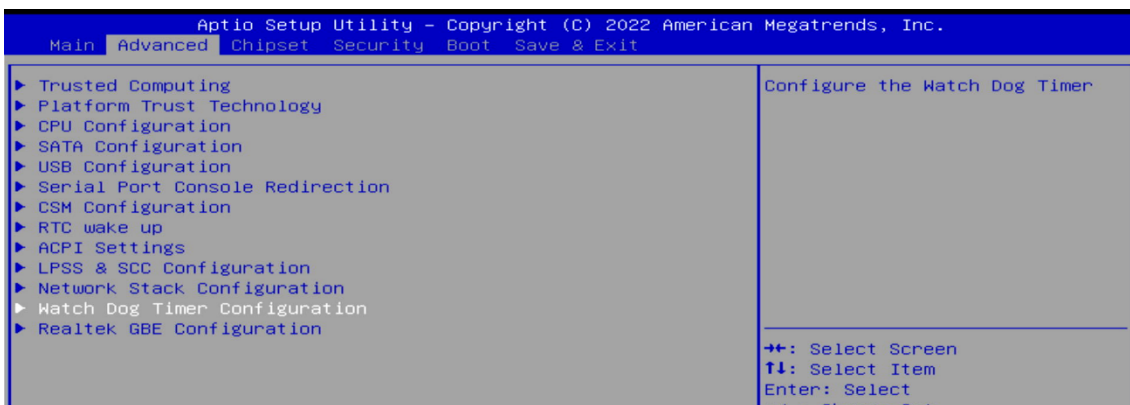 Aptio Setup Utility – Copyright (C) 2022 American Megatrends, Inc.
Main Advanced Chipset Security Boot Save & Exit
▶ Trusted Computing
▶ Platform Trust Technology
▶ CPU Configuration
▶ SATA Configuration
▶ USB Configuration
▶ Serial Port Console Redirection
▶ CSM Configuration
▶ RTC wake up
▶ ACPI Settings
▶ LPSS & SCC Configuration
▶ Network Stack Configuration
▶ Watch Dog Timer Configuration
▶ Realtek GBE Configuration
Configure the Watch Dog Timer
→←: Select Screen
↑↓: Select Item
Enter: Select